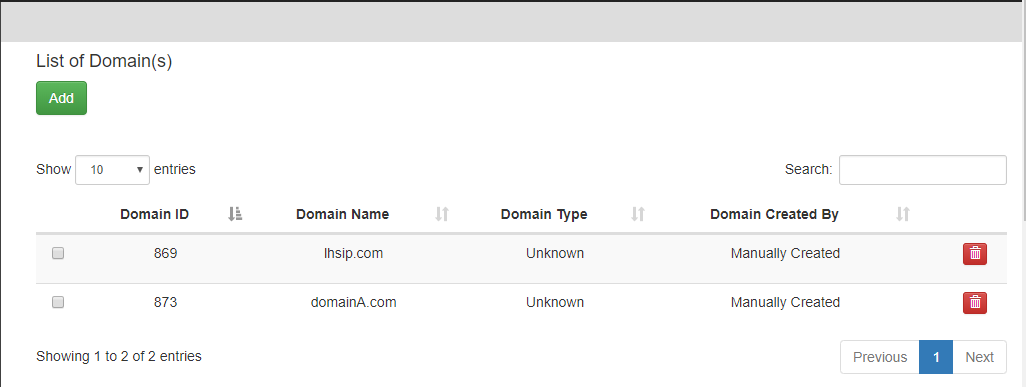 List of Domain(s)
Add
Show 10 entries Search:
Domain ID Domain Name Domain Type Domain Created By
869 lhsip.com Unknown Manually Created
873 domainA.com Unknown Manually Created
Showing 1 to 2 of 2 entries Previous 1 Next